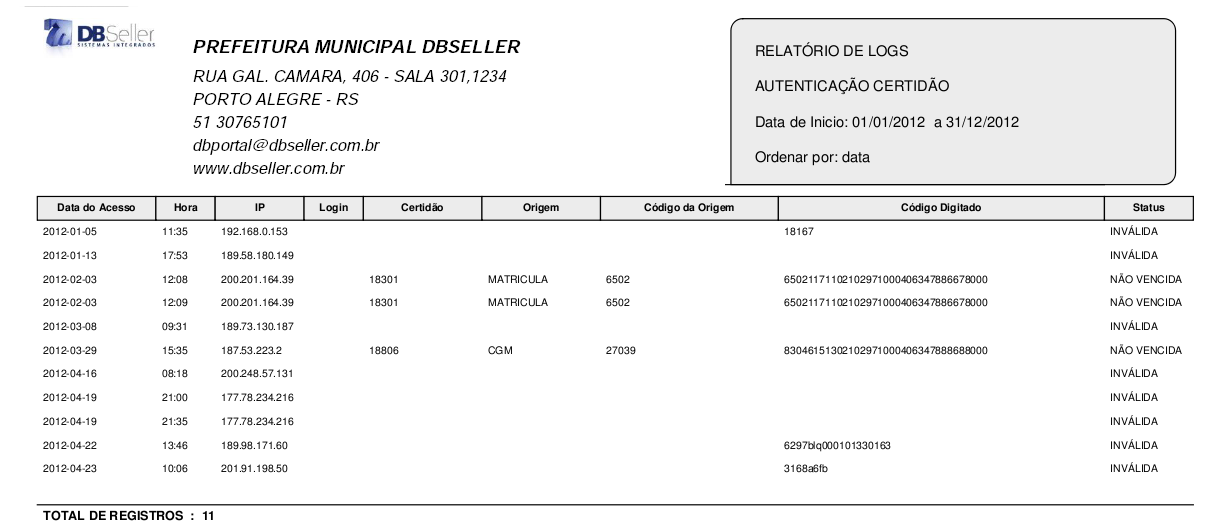 DBSeller
SISTEMAS INTEGRADOS
PREFEITURA MUNICIPAL DBSELLER
RUA GAL. CAMARA, 406 - SALA 301,1234
PORTO ALEGRE - RS
51 30765101
dbportal@dbseller.com.br
www.dbseller.com.br
RELATÓRIO DE LOGS
AUTENTICAÇÃO CERTIDÃO
Data de Inicio: 01/01/2012 a 31/12/2012
Ordenar por: data
Data do Acesso Hora IP Login Certidão Origem Código da Origem Código Digitado Status
2012-01-05 11:35 192.168.0.153 18167 INVÁLIDA
2012-01-13 17:53 189.58.180.149 INVÁLIDA
2012-02-03 12:08 200.201.164.39 18301 MATRICULA 6502 6502117110210297100040634788667​8000 NÃO VENCIDA
2012-02-03 12:09 200.201.164.39 18301 MATRICULA 6502 6502117110210297100040634788667​8000 NÃO VENCIDA
2012-03-08 09:31 189.73.130.187 INVÁLIDA
2012-03-29 15:35 187.53.223.2 18806 CGM 27039 83046151302102971000406347888688000 NÃO VENCIDA
2012-04-16 08:18 200.248.57.131 INVÁLIDA
2012-04-19 21:00 177.78.234.216 INVÁLIDA
2012-04-19 21:35 177.78.234.216 INVÁLIDA
2012-04-22 13:46 189.98.171.60 6297blq000101330163 INVÁLIDA
2012-04-23 10:06 201.91.198.50 3168a6fb INVÁLIDA
TOTAL DE REGISTROS : 11